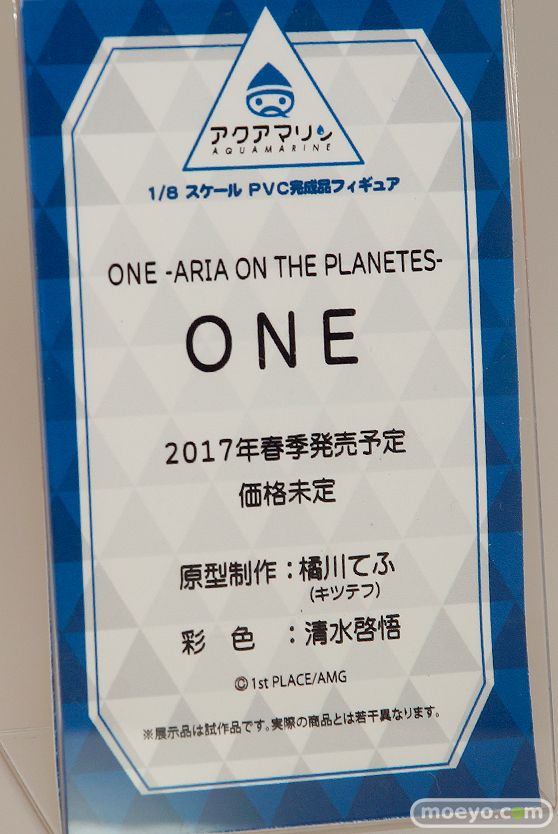 アクアマリン
AQUAMARINE
1/8 スケール PVC完成品フィギュア
ONE -ARIA ON THE PLANETES-
ONE
2017年春季発売予定
価格未定
原型制作：橘川てふ
(キツテフ)
彩 色 ：清水啓悟
©1st PLACE/AMG
※展示品は試作品です。実際の商品とは若干異なります。
moeyo.com